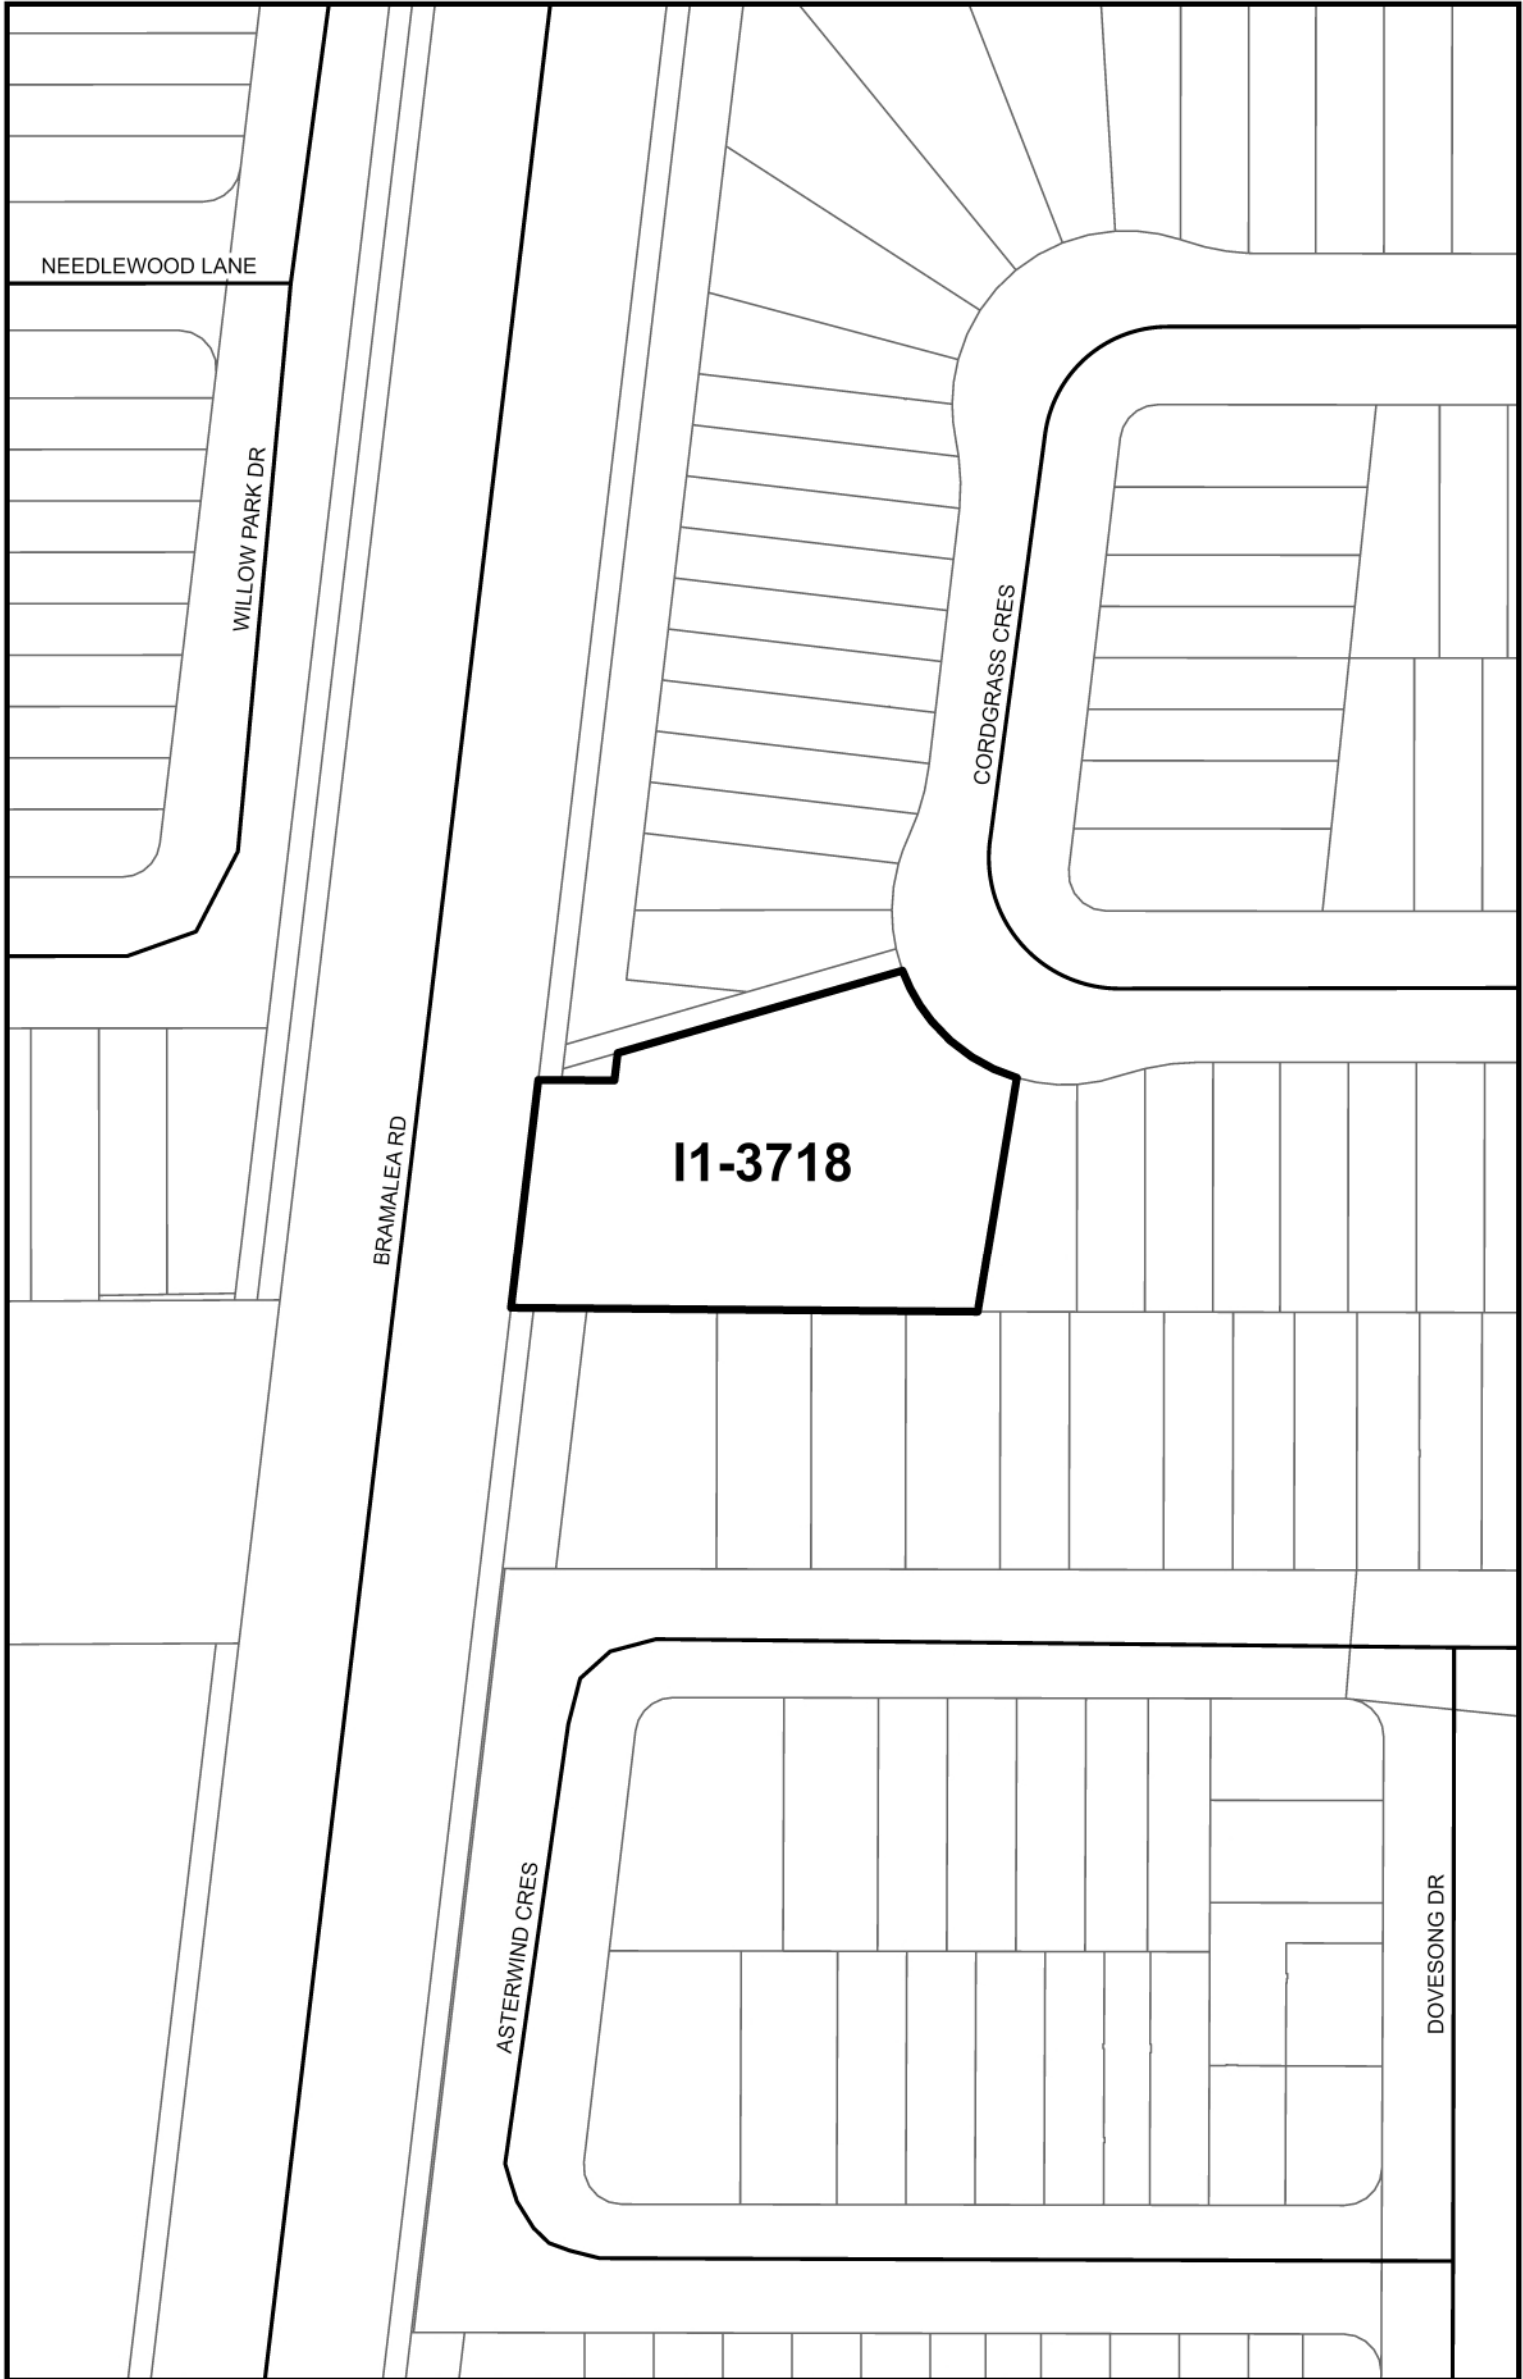 NEEDLEWOOD LANE
WILLOW PARK DR
CORDGRASS CRES
BRAMALEA RD
I1-3718
ASTERWIND CRES
DOVESONG DR